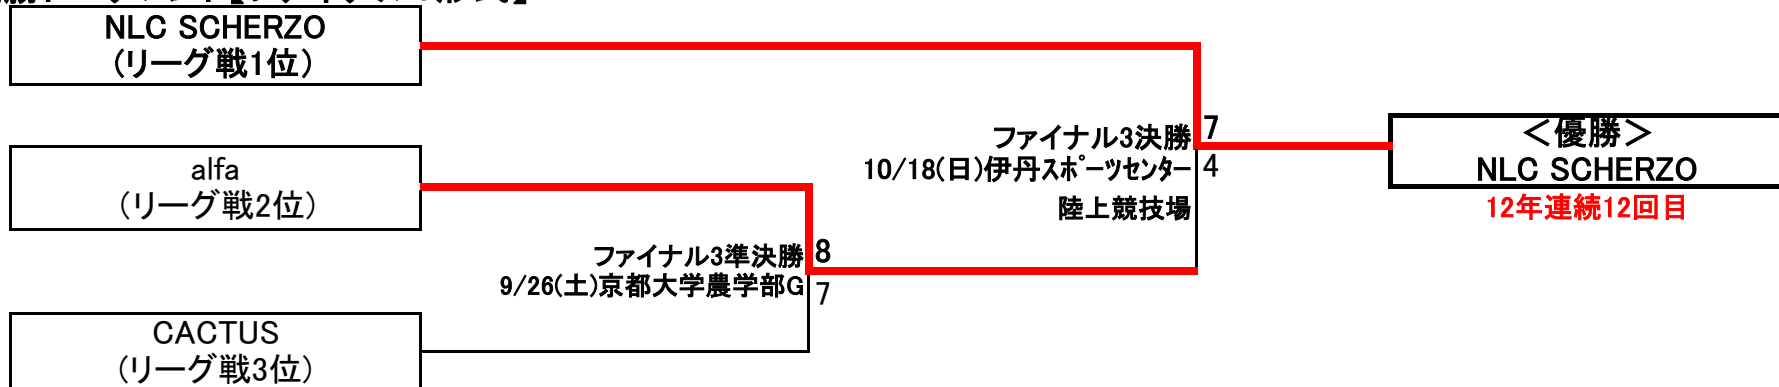 NLC SCHERZO
(リーグ戦1位)
alfa
(リーグ戦2位)
CACTUS
(リーグ戦3位)
ファイナル3準決勝
9/26(土)京都大学農学部G
8
7
ファイナル3決勝
10/18(日)伊丹スポーツセンター
陸上競技場
7
4
＜優勝＞
NLC SCHERZO
12年連続12回目